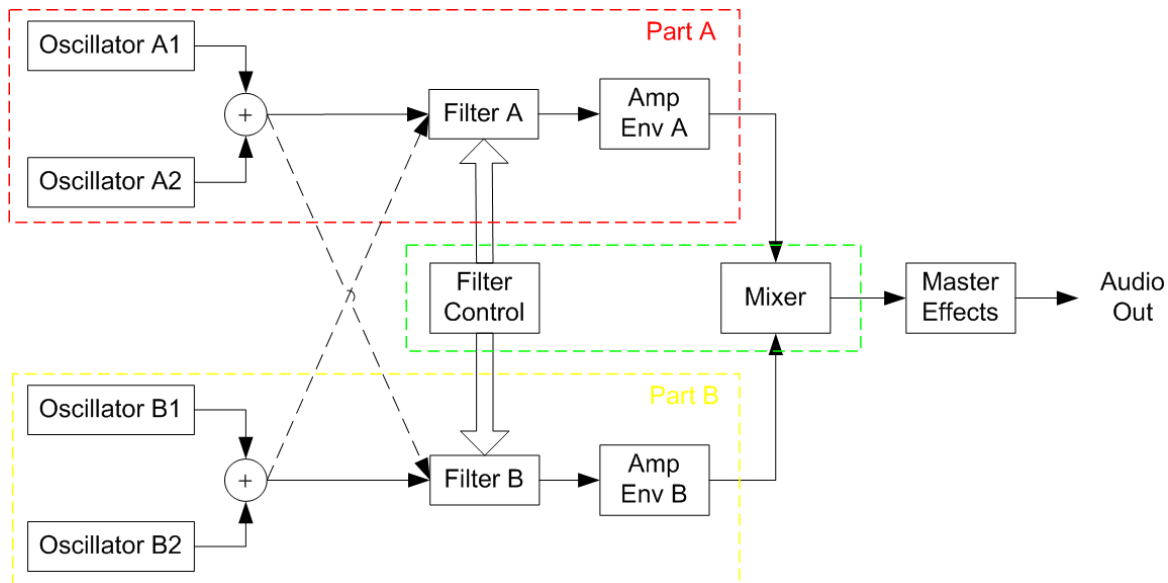 Part A
Oscillator A1
+
Oscillator A2
Filter A
Amp
Env A
Filter
Control
Mixer
Master
Effects
Audio
Out
Part B
Oscillator B1
+
Oscillator B2
Filter B
Amp
Env B